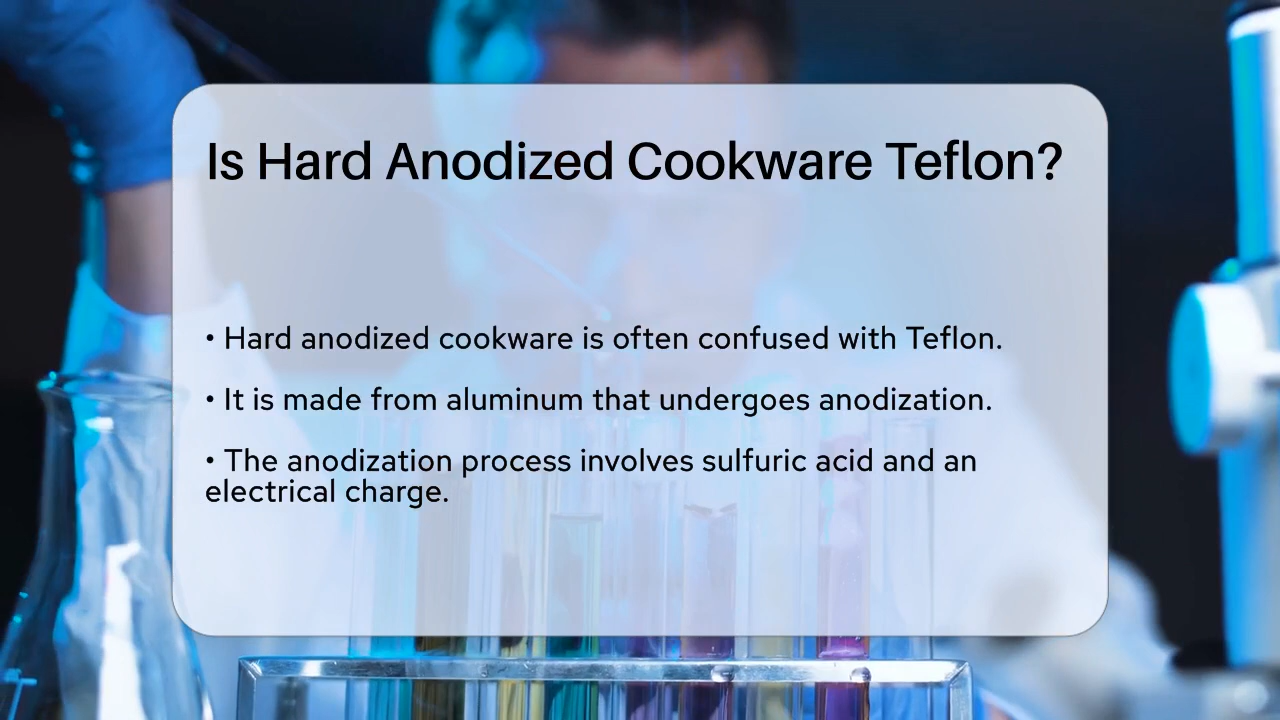 Is Hard Anodized Cookware Teflon?
• Hard anodized cookware is often confused with Teflon.
• It is made from aluminum that undergoes anodization.
• The anodization process involves sulfuric acid and an
electrical charge.